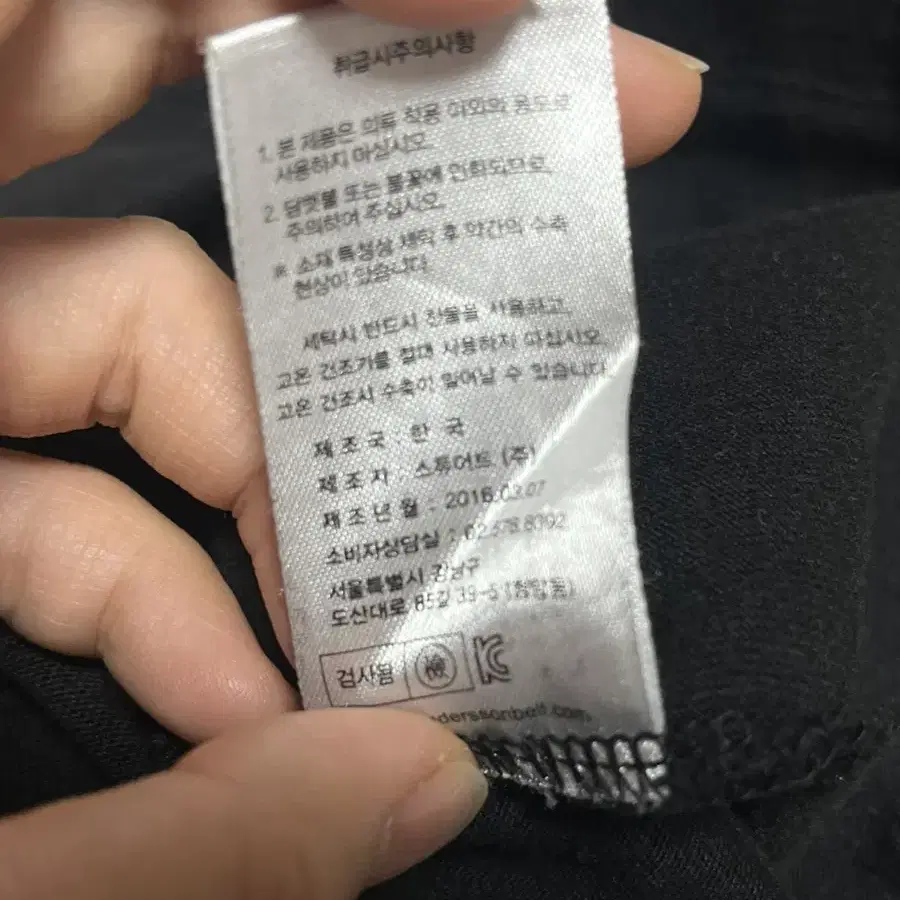 취급시주의사항
1. 본 제품은 의류 착용 이외의 용도로
사용하지 마십시오.
2. 담뱃불 또는 불꽃에 인화되므로,
주의하여 주십시오.
※ 소재 특성상 세탁 후 약간의 수축
현상이 있습니다.
세탁시 반드시 찬물을 사용하고,
고온 건조기를 절대 사용하지 마십시오.
고온 건조시 수축이 일어날 수 있습니다.
제조국 : 한국
제조자 : 스튜어트 (주)
제조년월 :
소비자상담실 :
서울특별시 강남구
도산대로 85길 39-5 (청담동)
검사필 檢
derssonbell.com